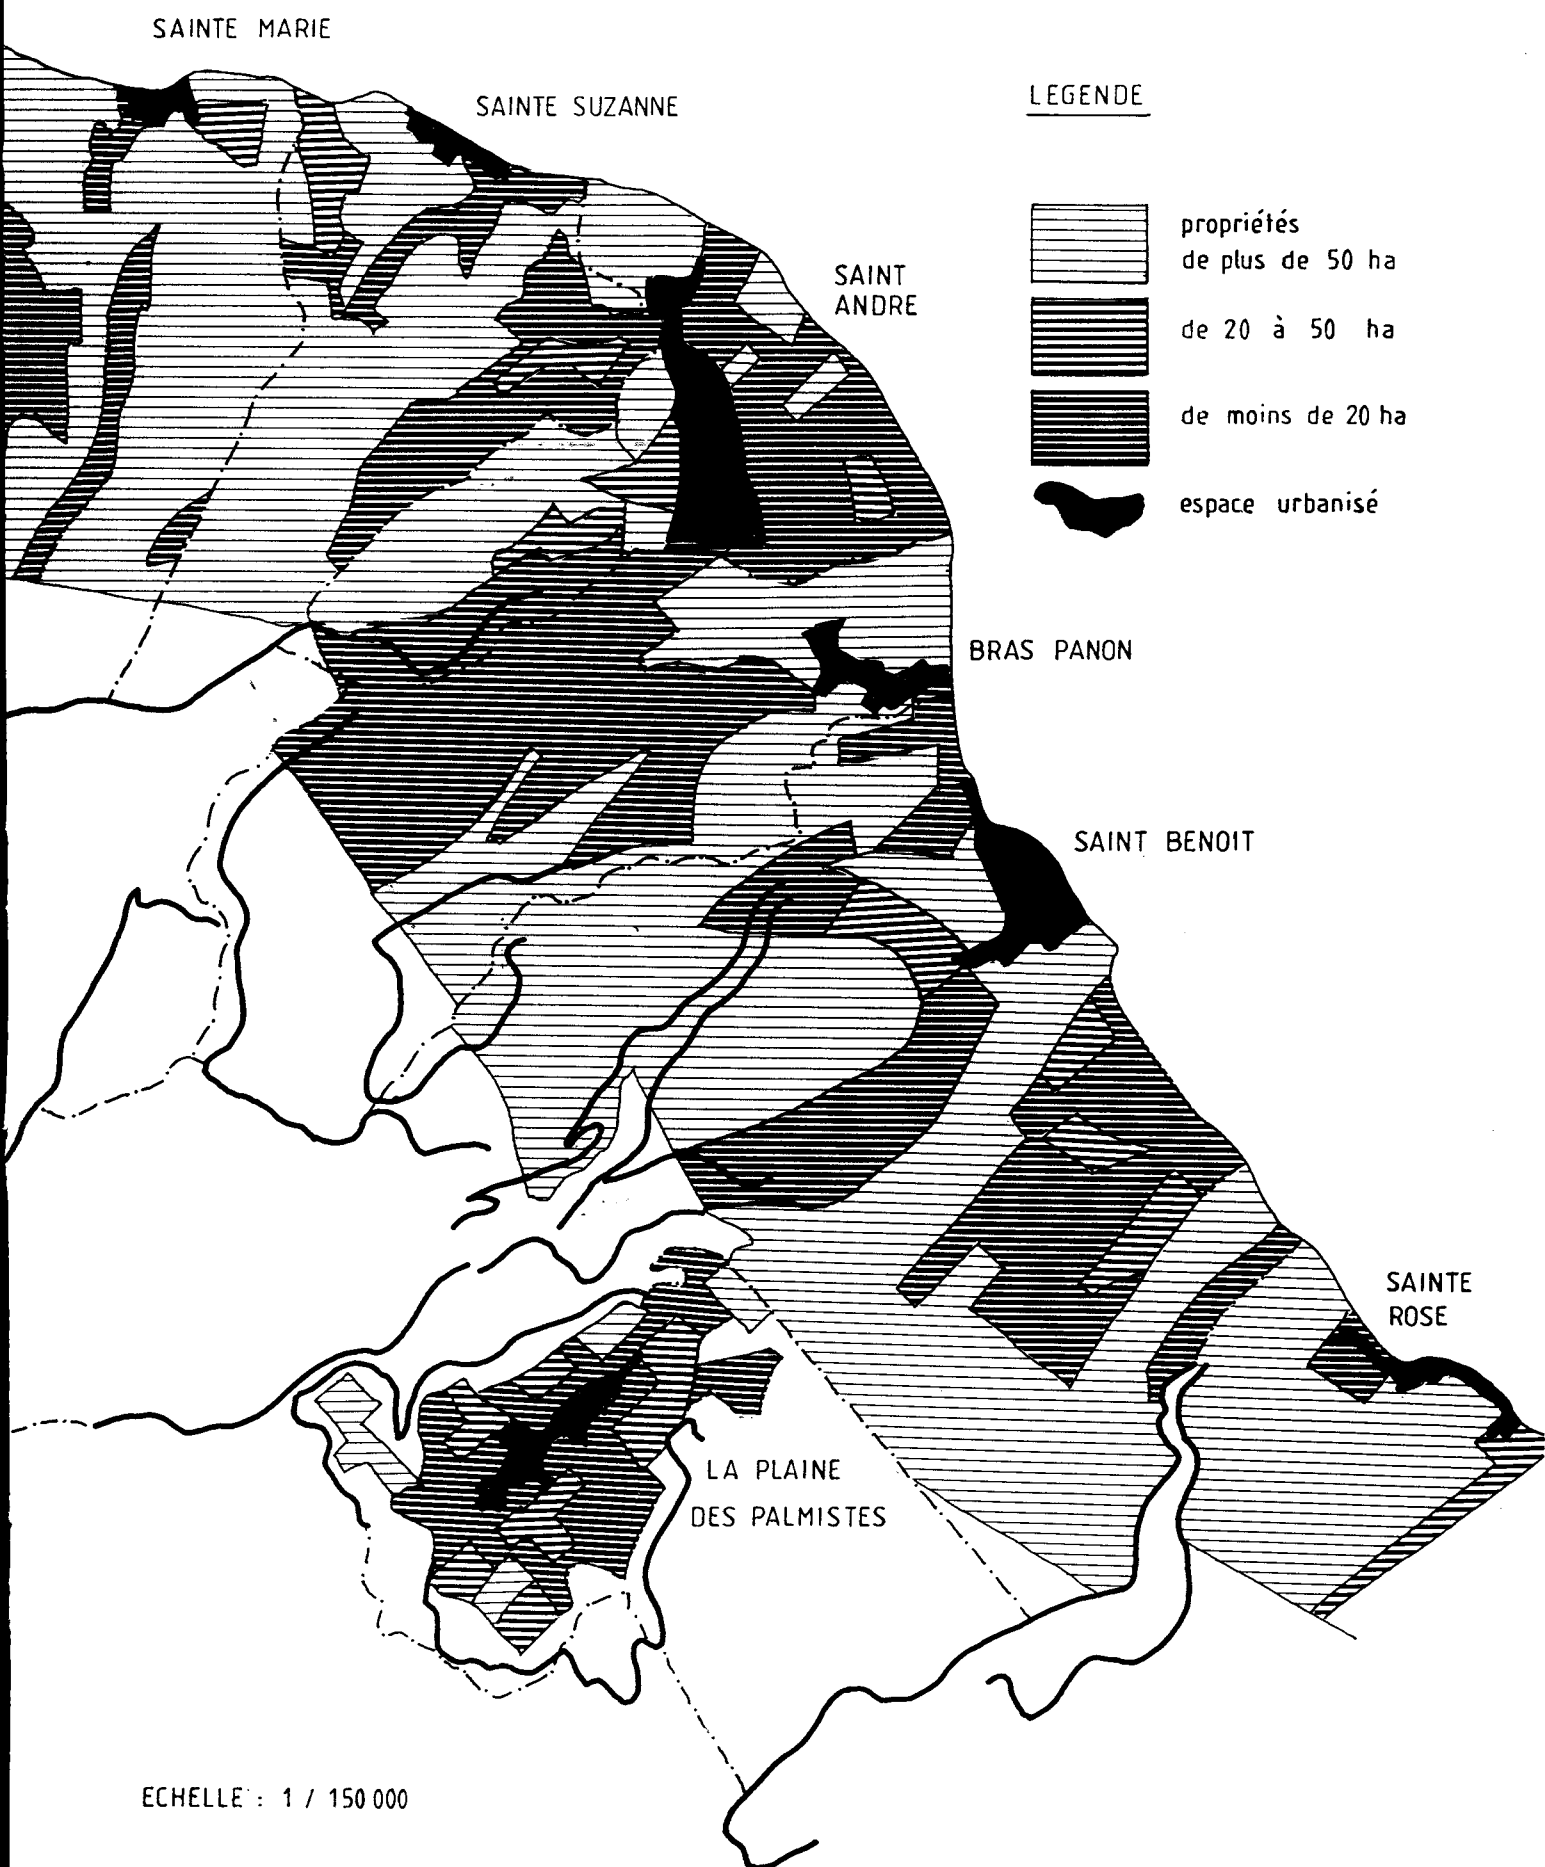 SAINTE MARIE
SAINTE SUZANNE
LEGENDE
propriétés
de plus de 50 ha
de 20 à 50 ha
de moins de 20 ha
espace urbanisé
SAINT
ANDRE
BRAS PANON
SAINT BENOIT
SAINTE
ROSE
LA PLAINE
DES PALMISTES
ECHELLE : 1 / 150 000